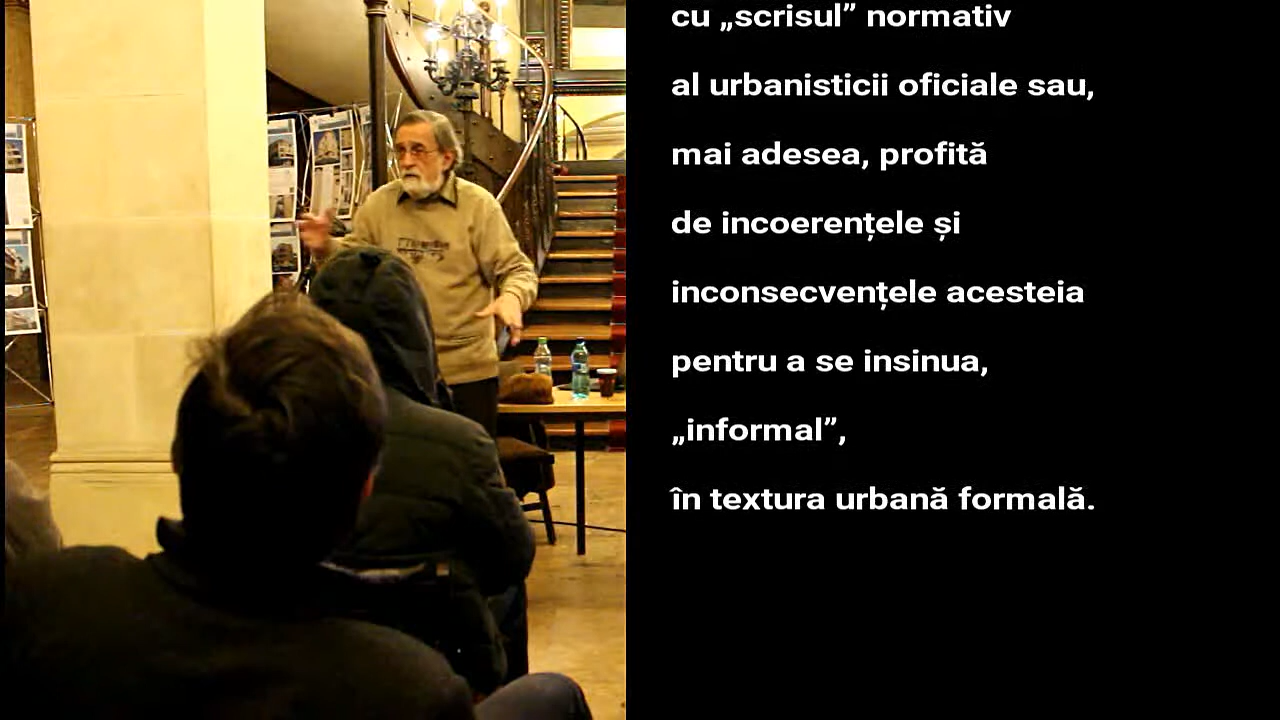 cu „scrisul” normativ
al urbanisticii oficiale sau,
mai adesea, profită
de incoerențele și
inconsecvențele acesteia
pentru a se insinua,
„informal”,
în textura urbană formală.